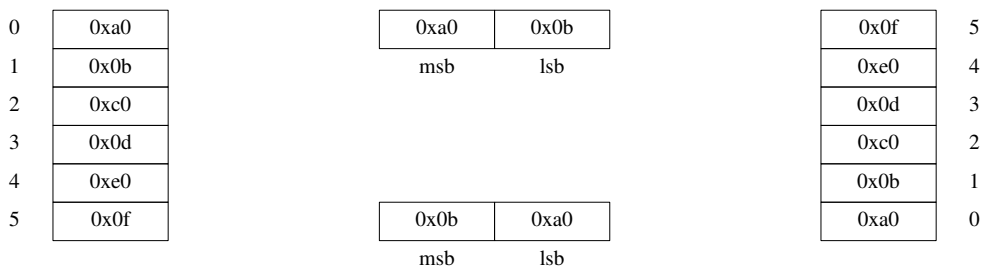 0 0xa0 0xa0 0x0b 0x0f 5
1 0x0b msb lsb 0xe0 4
2 0xc0 0x0d 3
3 0x0d 0xc0 2
4 0xe0 0x0b 1
5 0x0f 0x0b 0xa0 0xa0 0
msb lsb